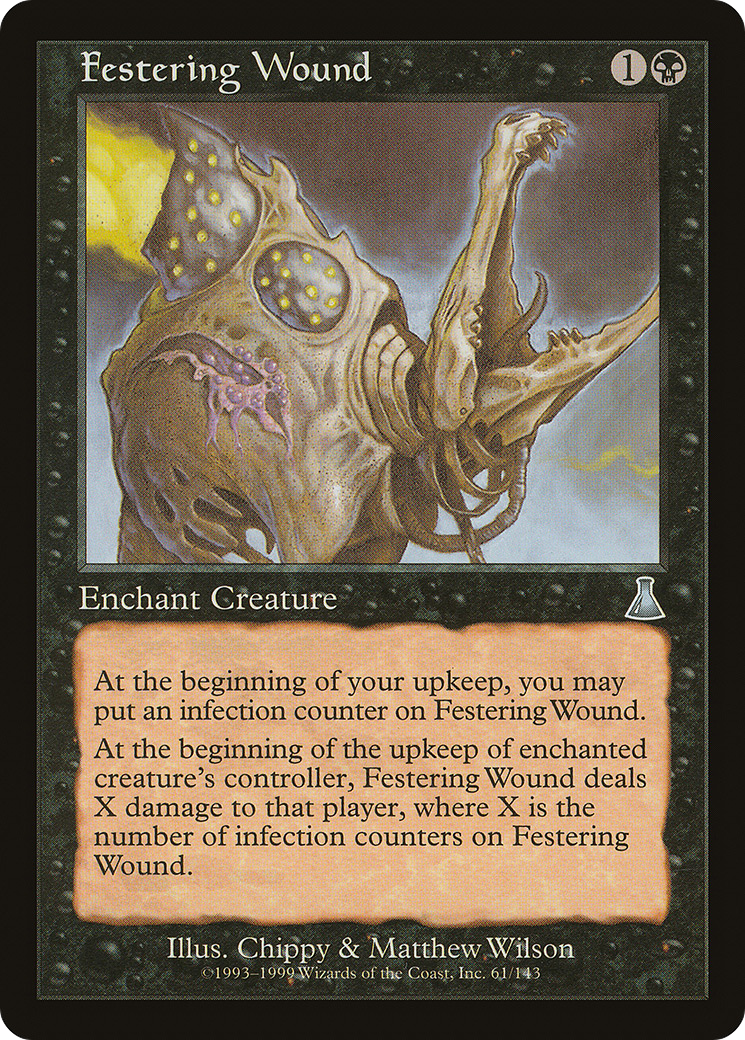 Festering Wound
1
Enchant Creature
At the beginning of your upkeep, you may
put an infection counter on Festering Wound.
At the beginning of the upkeep of enchanted
creature's controller, Festering Wound deals
X damage to that player, where X is the
number of infection counters on Festering
Wound.
Illus. Chippy & Matthew Wilson
©1993–1999 Wizards of the Coast, Inc. 61/143